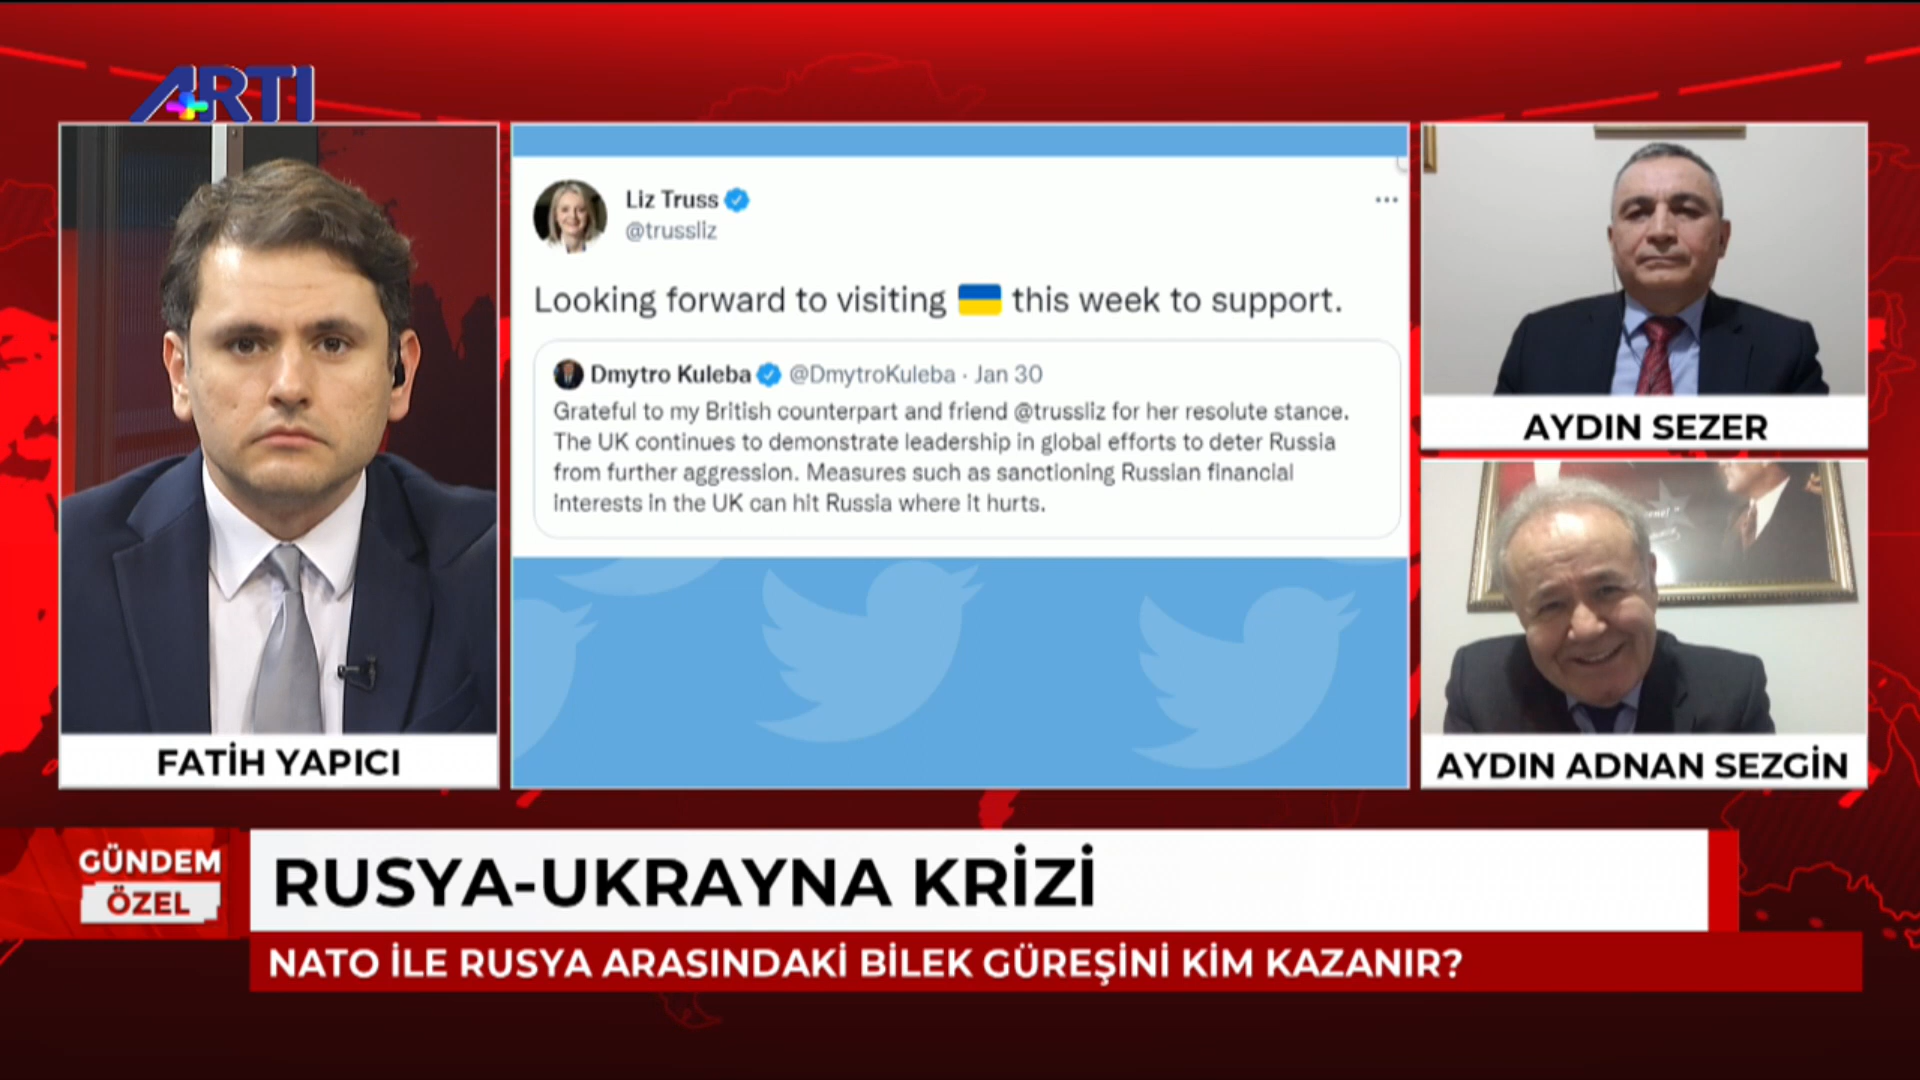 ARTI
Liz Truss
@trussliz
Looking forward to visiting 🇺🇦 this week to support.
Dmytro Kuleba @DmytroKuleba · Jan 30
Grateful to my British counterpart and friend @trussliz for her resolute stance.
The UK continues to demonstrate leadership in global efforts to deter Russia
from further aggression. Measures such as sanctioning Russian financial
interests in the UK can hit Russia where it hurts.
FATİH YAPICI
AYDIN SEZER
AYDIN ADNAN SEZGİN
GÜNDEM
ÖZEL
RUSYA-UKRAYNA KRİZİ
NATO İLE RUSYA ARASINDAKİ BİLEK GÜREŞİNİ KİM KAZANIR?